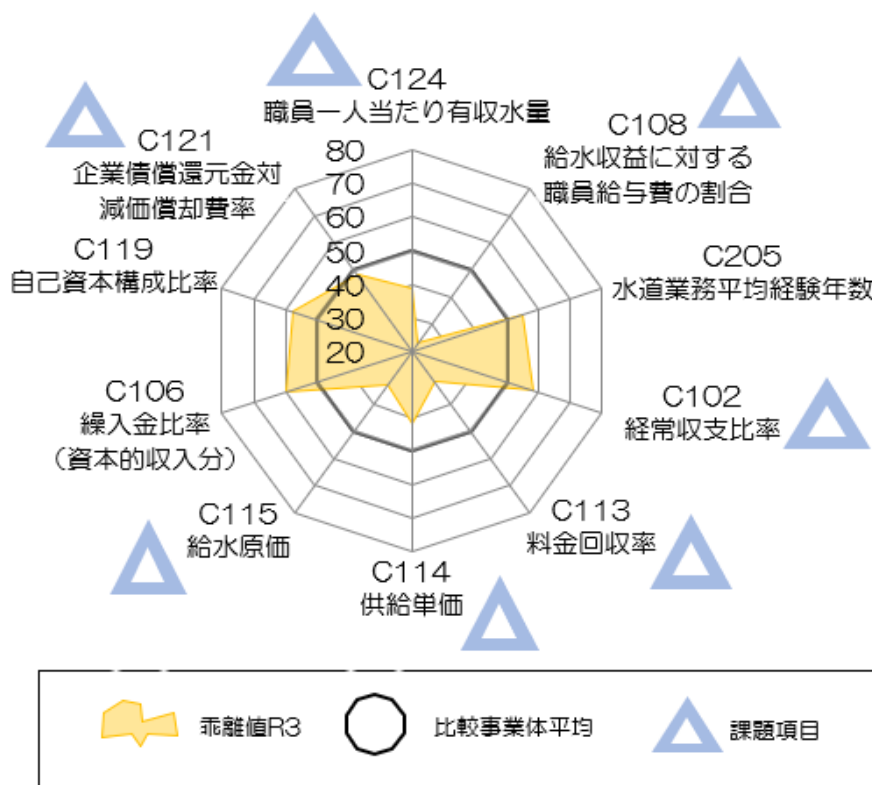 C124
職員一人当たり有収水量
C108
給水収益に対する
職員給与費の割合
C205
水道業務平均経験年数
C102
経常収支比率
C113
料金回収率
C114
供給単価
C115
給水原価
C106
繰入金比率
（資本的収入分）
C119
自己資本構成比率
C121
企業債償還元金対
減価償却費率
80
70
60
50
40
30
20
乖離値R3
比較事業体平均
課題項目